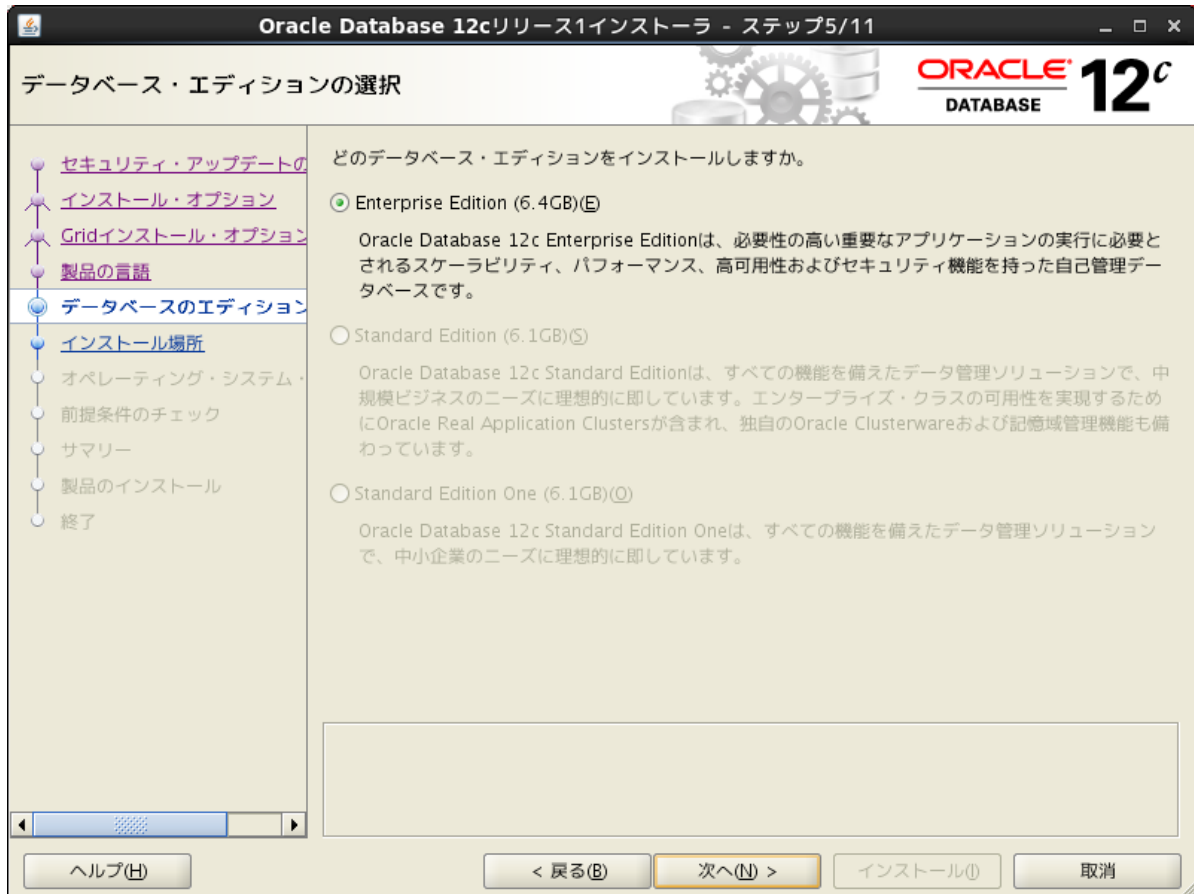 Oracle Database 12cリリース1インストーラ - ステップ5/11
データベース・エディションの選択
ORACLE
DATABASE
12c
セキュリティ・アップデートの
インストール・オプション
Gridインストール・オプション
製品の言語
データベースのエディション
インストール場所
オペレーティング・システム・
前提条件のチェック
サマリー
製品のインストール
終了
どのデータベース・エディションをインストールしますか。
Enterprise Edition (6.4GB)(E)
Oracle Database 12c Enterprise Editionは、必要性の高い重要なアプリケーションの実行に必要と
されるスケーラビリティ、パフォーマンス、高可用性およびセキュリティ機能を持った自己管理デー
タベースです。
Standard Edition (6.1GB)(S)
Oracle Database 12c Standard Editionは、すべての機能を備えたデータ管理ソリューションで、中
規模ビジネスのニーズに理想的に即しています。エンタープライズ・クラスの可用性を実現するため
にOracle Real Application Clustersが含まれ、独自のOracle Clusterwareおよび記憶域管理機能も備
わっています。
Standard Edition One (6.1GB)(O)
Oracle Database 12c Standard Edition Oneは、すべての機能を備えたデータ管理ソリューション
で、中小企業のニーズに理想的に即しています。
ヘルプ(H)
< 戻る(B)
次へ(N) >
インストール(I)
取消